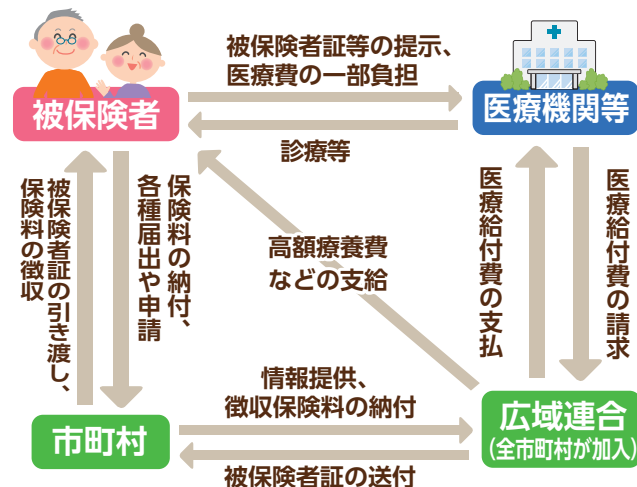 被保険者証等の提示、
医療費の一部負担
被保険者
医療機関等
診療等
被保険者証の引き渡し、
保険料の徴収
保険料の納付、
各種届出や申請
高額療養費
などの支給
医療給付費の支払
医療給付費の請求
情報提供、
徴収保険料の納付
市町村
広域連合
(全市町村が加入)
被保険者証の送付